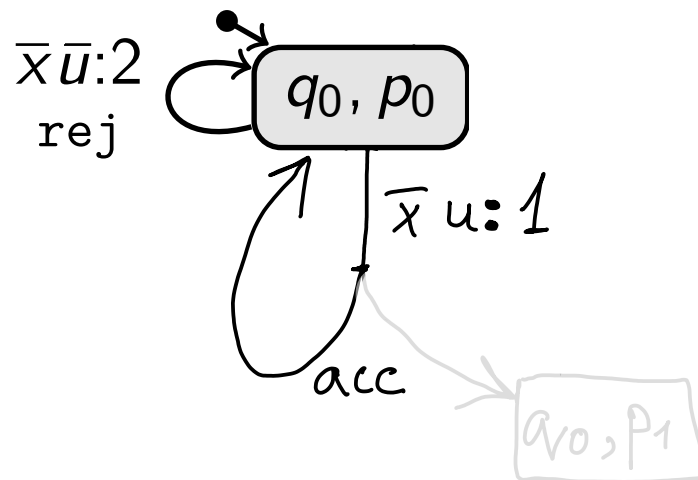 x̅ u̅:2
rej
q₀, p₀
x̅ u:1
acc
q₀, p₁